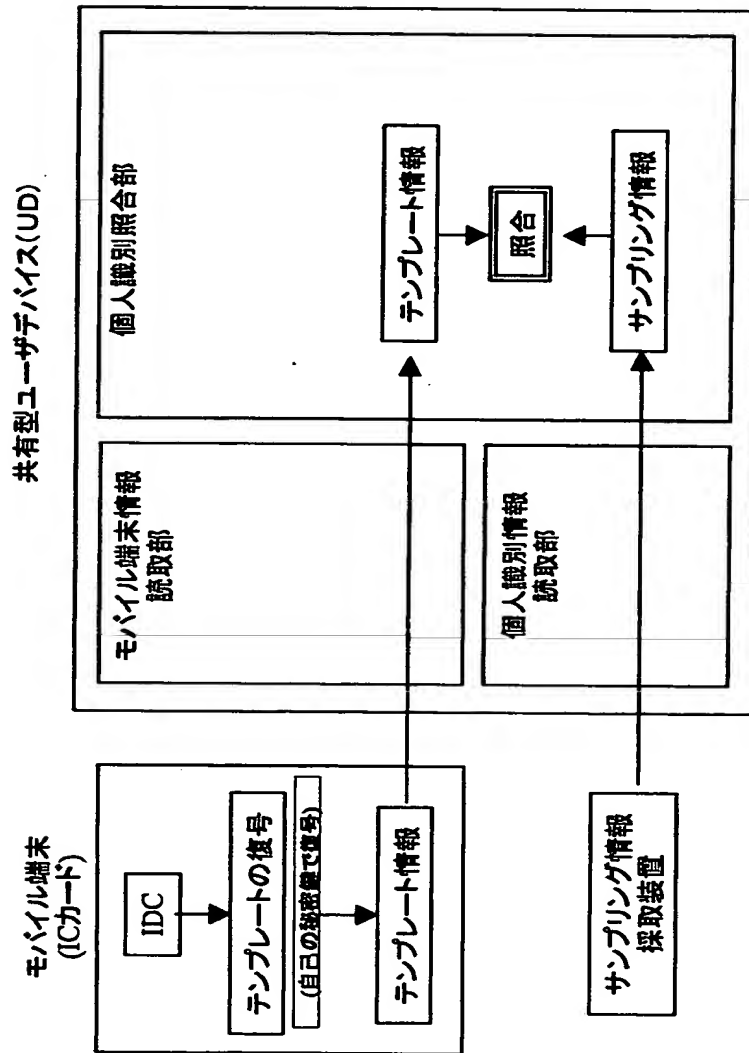 共有型ユーザデバイス(UD)
モバイル端末
(ICカード)
IDC
テンプレートの復号
(自己の秘密鍵で復号)
テンプレート情報
モバイル端末情報
読取部
個人識別照合部
テンプレート情報
照合
サンプリング情報
個人識別情報
読取部
サンプリング情報
採取装置